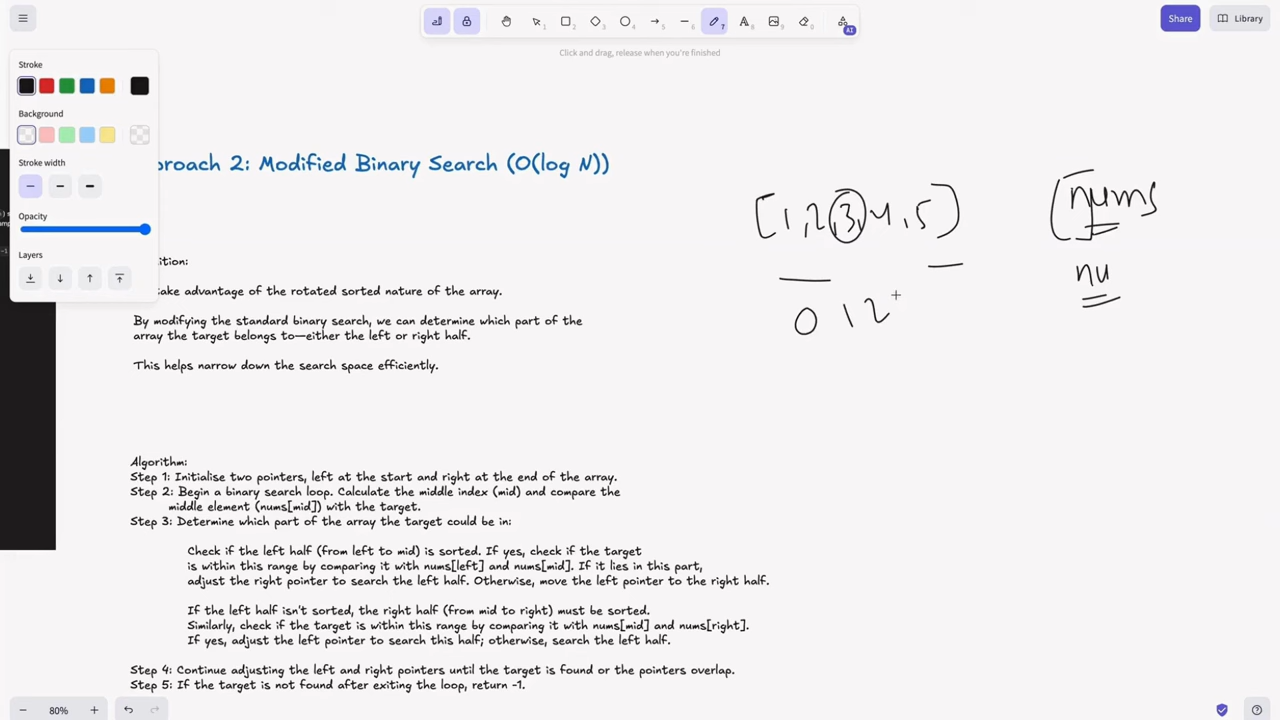 Share
Library
Click and drag, release when you're finished
Stroke
Background
Stroke width
Opacity
Layers
proach 2: Modified Binary Search (O(log N))
[1,2,3,4,5]
[nums]
nu
0 1 2
ition:
take advantage of the rotated sorted nature of the array.
By modifying the standard binary search, we can determine which part of the
array the target belongs to—either the left or right half.
This helps narrow down the search space efficiently.
Algorithm:
Step 1: Initialise two pointers, left at the start and right at the end of the array.
Step 2: Begin a binary search loop. Calculate the middle index (mid) and compare the
middle element (nums[mid]) with the target.
Step 3: Determine which part of the array the target could be in:
Check if the left half (from left to mid) is sorted. If yes, check if the target
is within this range by comparing it with nums[left] and nums[mid]. If it lies in this part,
adjust the right pointer to search the left half. Otherwise, move the left pointer to the right half.
If the left half isn't sorted, the right half (from mid to right) must be sorted.
Similarly, check if the target is within this range by comparing it with nums[mid] and nums[right].
If yes, adjust the left pointer to search this half; otherwise, search the left half.
Step 4: Continue adjusting the left and right pointers until the target is found or the pointers overlap.
Step 5: If the target is not found after exiting the loop, return -1.
80%